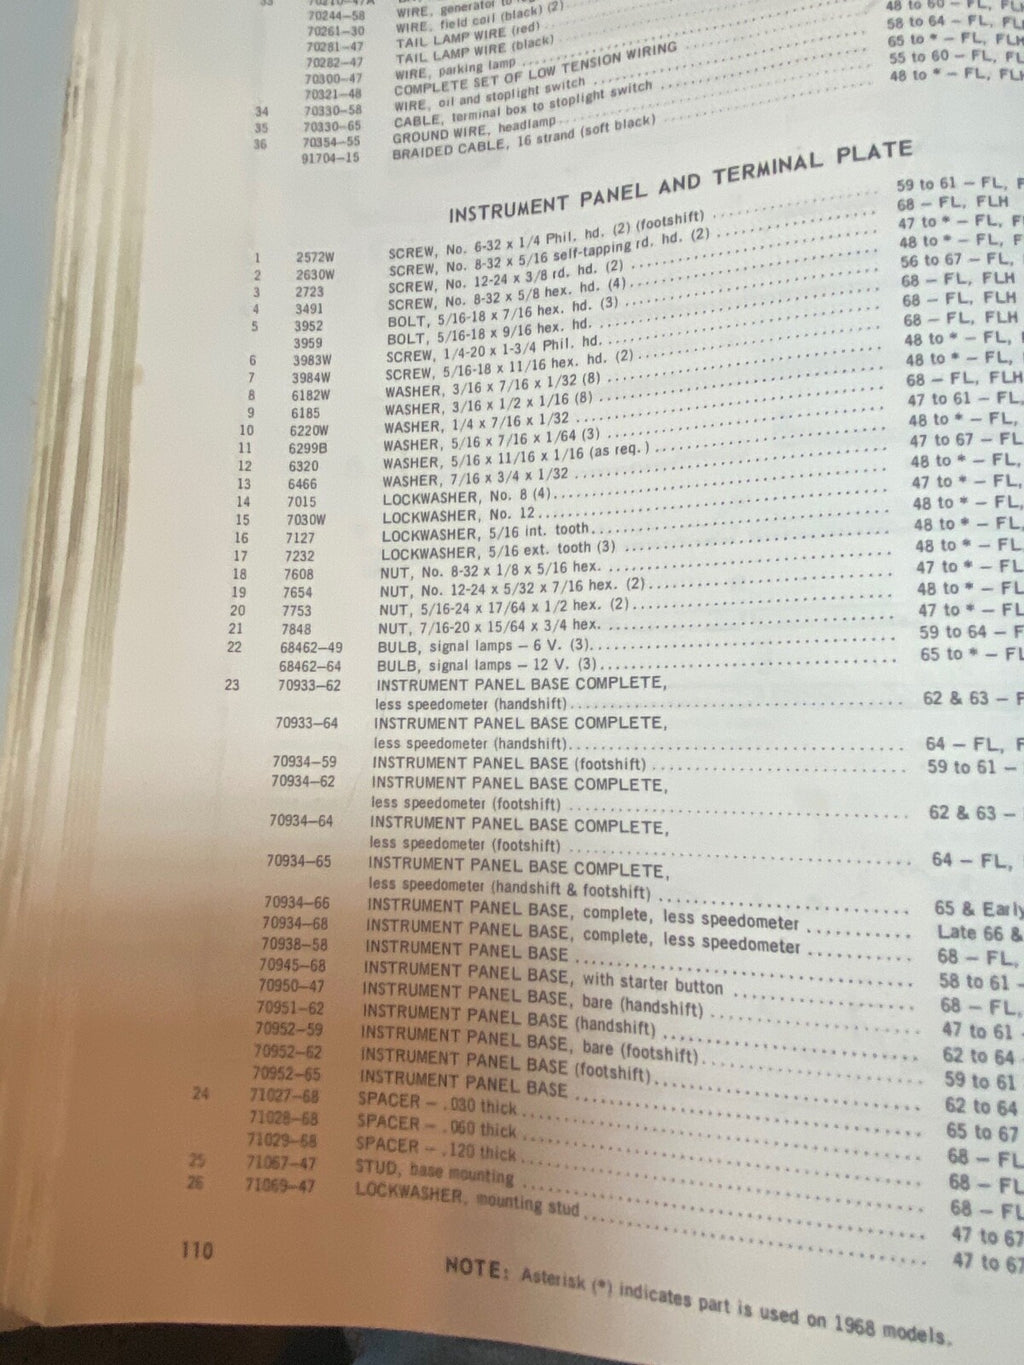 70244–58 WIRE, generator to
70261–30 WIRE, field coil (black) (2)
70281–47 TAIL LAMP WIRE (red)
70282–47 TAIL LAMP WIRE (black)
70300–47 WIRE, parking lamp
70321–48 COMPLETE SET OF LOW TENSION WIRING 48 to 60 – FL,
34 70330–58 WIRE, oil and stoplight switch 58 to 64 – FL,
35 70330–65 CABLE, terminal box to stoplight switch 65 to * – FL, FLH
36 70354–55 GROUND WIRE, headlamp 55 to 60 – FL,
91704–15 BRAIDED CABLE, 16 strand (soft black) 48 to * – FL,
INSTRUMENT PANEL AND TERMINAL PLATE
1 2572W SCREW, No. 6-32 x 1/4 Phil. hd. (2) (footshift) 59 to 61 – FL,
2 2630W SCREW, No. 8-32 x 5/16 self-tapping rd. hd. (2) 68 – FL, FLH
3 2723 SCREW, No. 12-24 x 3/8 rd. hd. (2) 47 to * – FL,
4 3491 SCREW, No. 8-32 x 5/8 hex. hd. (4) 48 to * – FL,
5 3952 BOLT, 5/16-18 x 7/16 hex. hd. (3) 56 to 67 – FL,
3959 BOLT, 5/16-18 x 9/16 hex. hd. 68 – FL, FLH
6 3983W SCREW, 1/4-20 x 1-3/4 Phil. hd. 68 – FL, FLH
7 3984W SCREW, 5/16-18 x 11/16 hex. hd. (2) 68 – FL, FLH
8 6182W WASHER, 3/16 x 7/16 x 1/32 (8) 48 to * – FL,
9 6185 WASHER, 3/16 x 1/2 x 1/16 (8) 48 to * – FL,
10 6220W WASHER, 1/4 x 7/16 x 1/32 68 – FL, FLH
11 6299B WASHER, 5/16 x 7/16 x 1/64 (3) 47 to 61 – FL,
12 6320 WASHER, 5/16 x 11/16 x 1/16 (as req.) 48 to * – FL,
13 6466 WASHER, 7/16 x 3/4 x 1/32 47 to 67 – FL
14 7015 LOCKWASHER, No. 8 (4) 48 to * – FL,
15 7030W LOCKWASHER, No. 12 47 to * – FL,
16 7127 LOCKWASHER, 5/16 int. tooth 48 to * – FL,
17 7232 LOCKWASHER, 5/16 ext. tooth (3) 48 to * – FL,
18 7608 NUT, No. 8-32 x 1/8 x 5/16 hex. 48 to * – FL
19 7654 NUT, No. 12-24 x 5/32 x 7/16 hex. (2) 47 to * – FL
20 7753 NUT, 5/16-24 x 17/64 x 1/2 hex. (2) 48 to * – FL
21 7848 NUT, 7/16-20 x 15/64 x 3/4 hex. 47 to * – FL
22 68462–49 BULB, signal lamps – 6 V. (3) 59 to 64 – F
68462–64 BULB, signal lamps – 12 V. (3) 65 to * – FL
23 70933–62 INSTRUMENT PANEL BASE COMPLETE,
less speedometer (handshift) 62 & 63 – F
70933–64 INSTRUMENT PANEL BASE COMPLETE,
less speedometer (handshift) 64 – FL, F
70934–59 INSTRUMENT PANEL BASE (footshift) 59 to 61 –
70934–62 INSTRUMENT PANEL BASE COMPLETE,
less speedometer (footshift) 62 & 63 –
70934–64 INSTRUMENT PANEL BASE COMPLETE,
less speedometer (footshift) 64 – FL,
70934–65 INSTRUMENT PANEL BASE COMPLETE,
less speedometer (handshift & footshift) 65 & Early
70934–66 INSTRUMENT PANEL BASE, complete, less speedometer Late 66 &
70934–68 INSTRUMENT PANEL BASE, complete, less speedometer 68 – FL,
70938–58 INSTRUMENT PANEL BASE 58 to 61 –
70945–68 INSTRUMENT PANEL BASE, with starter button 68 – FL,
70950–47 INSTRUMENT PANEL BASE, bare (handshift) 47 to 61
70951–62 INSTRUMENT PANEL BASE (handshift) 62 to 64
70952–59 INSTRUMENT PANEL BASE, bare (footshift) 59 to 61
70952–62 INSTRUMENT PANEL BASE (footshift) 62 to 64
70952–65 INSTRUMENT PANEL BASE 65 to 67
24 71027–68 SPACER – .030 thick 68 – FL
71028–68 SPACER – .060 thick 68 – FL
71029–68 SPACER – .120 thick 68 – FL
25 71067–47 STUD, base mounting 47 to 67
26 71069–47 LOCKWASHER, mounting stud 47 to 67
110
NOTE: Asterisk (*) indicates part is used on 1968 models.